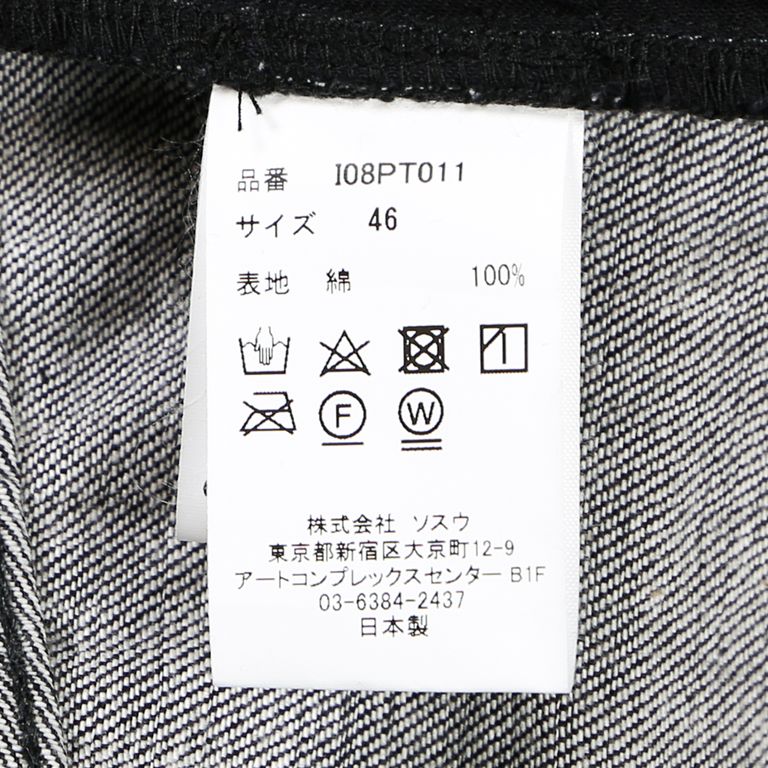 品番 I08PT011
サイズ 46
表地 綿 100%
F W
株式会社 ソスウ
東京都新宿区大京町12-9
アートコンプレックスセンター B1F
03-6384-2437
日本製